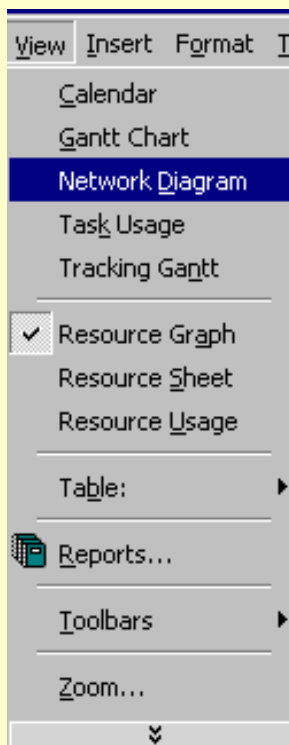 View Insert Format T
Calendar
Gantt Chart
Network Diagram
Task Usage
Tracking Gantt
Resource Graph
Resource Sheet
Resource Usage
Table:
Reports...
Toolbars
Zoom...